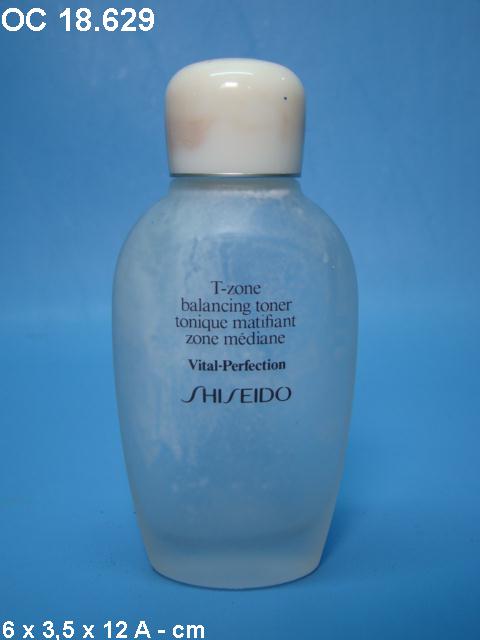 OC 18.629
T-zone
balancing toner
tonique matifiant
zone médiane
Vital-Perfection
SHISEIDO
6 x 3,5 x 12 A - cm